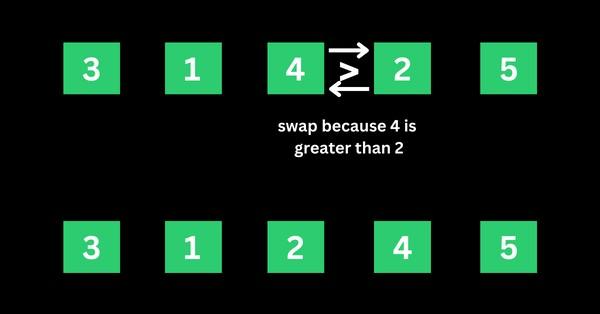 3 1 4 > 2 5
swap because 4 is
greater than 2
3 1 2 4 5